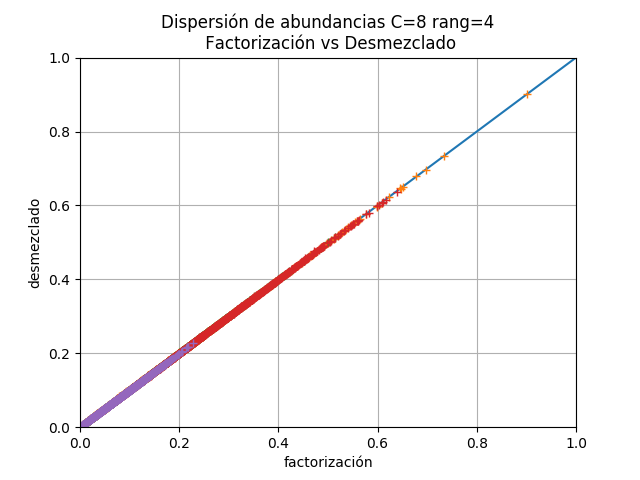 Dispersión de abundancias C=8 rang=4
Factorización vs Desmezclado
1.0
0.8
0.6
0.4
0.2
0.0
desmezclado
0.0 0.2 0.4 0.6 0.8 1.0
factorización